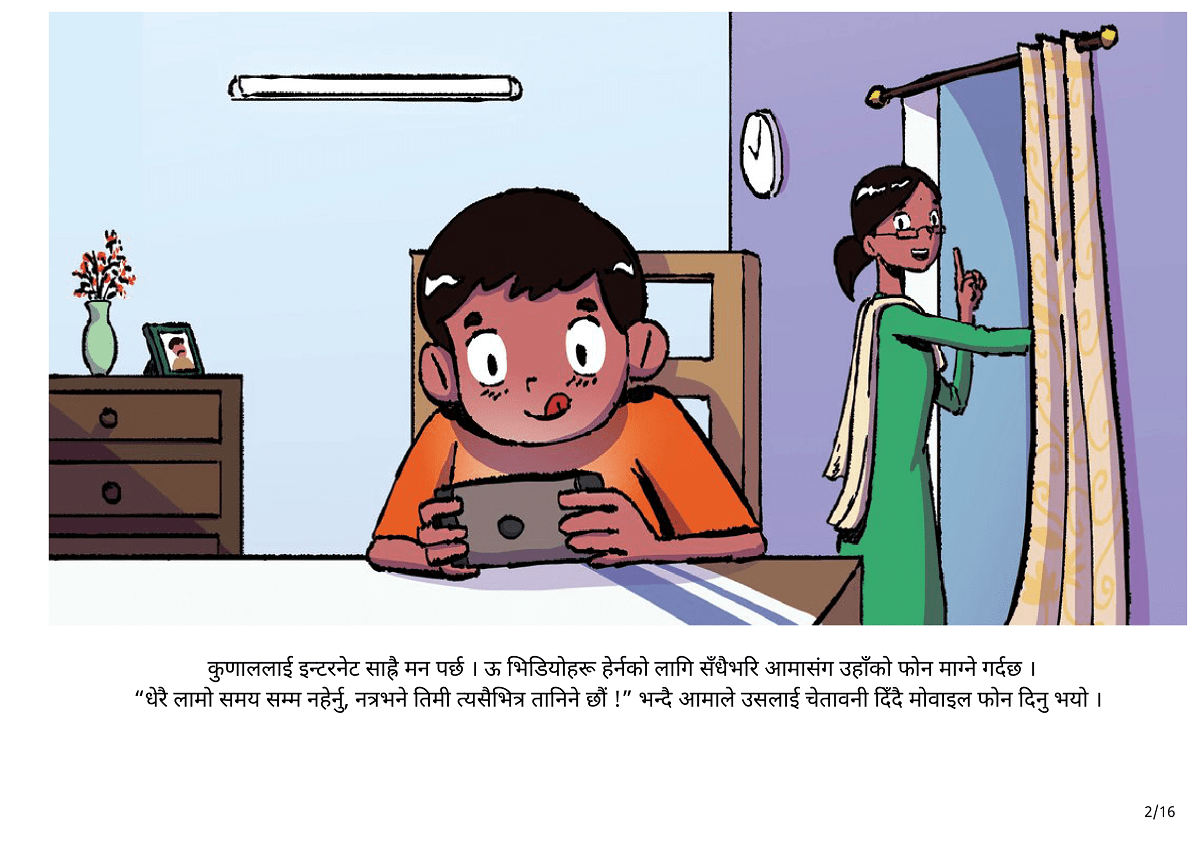 कुणाललाई इन्टरनेट साह्रै मन पर्छ । ऊ भिडियोहरू हेर्नको लागि सँधैभरि आमासंग उहाँको फोन माग्ने गर्दछ ।
“धेरै लामो समय सम्म नहेर्नु, नत्रभने तिमी त्यसैभित्र तानिने छौं !” भन्दै आमाले उसलाई चेतावनी दिँदै मोवाइल फोन दिनु भयो ।
2/16